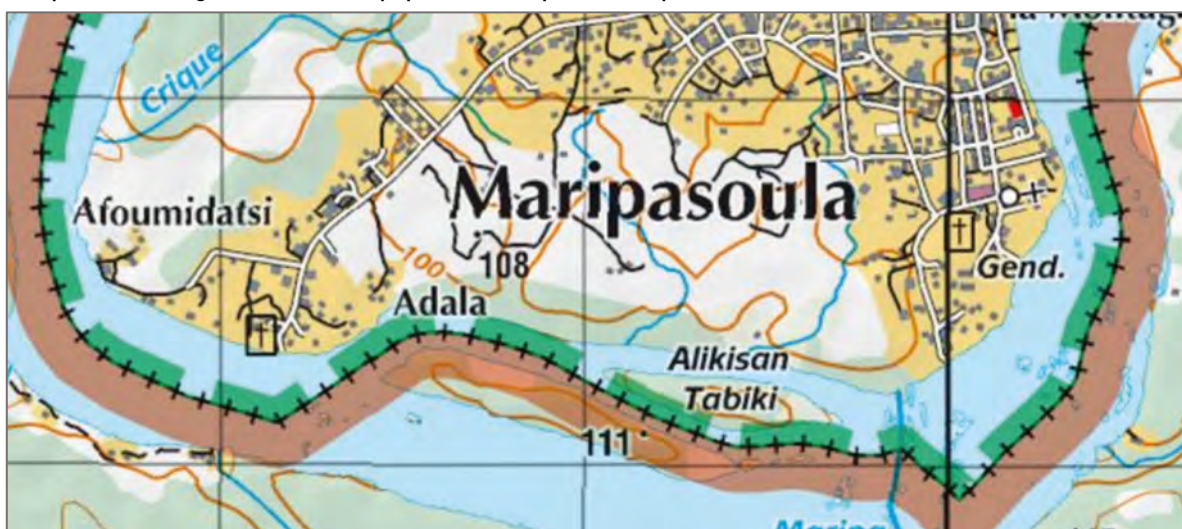 Crique
Maripasoula
Afoumidatsi
100
108
Gend.
Adala
Alikisan
Tabiki
111